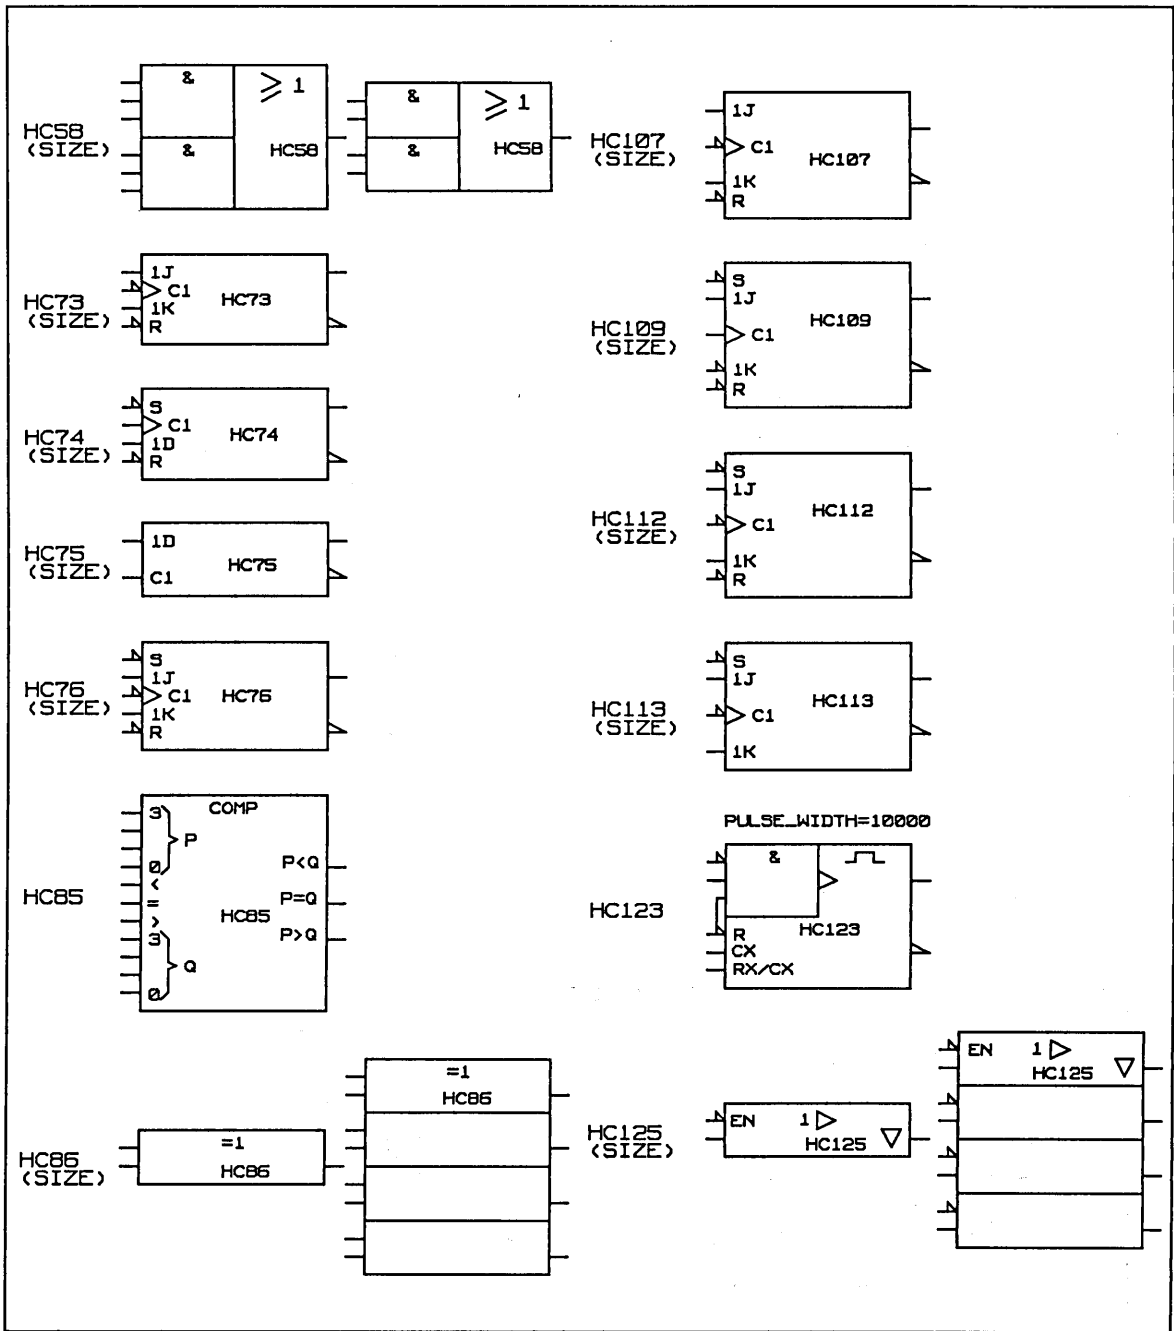 HC58
(SIZE)
&
&
≥ 1
HC58
&
&
≥ 1
HC58
HC73
(SIZE)
1J
C1
1K
R
HC73
HC74
(SIZE)
S
C1
1D
R
HC74
HC75
(SIZE)
1D
C1
HC75
HC76
(SIZE)
S
1J
C1
1K
R
HC76
HC85
COMP
3
P
0
<
=
>
3
Q
0
P<Q
P=Q
P>Q
HC85
HC86
(SIZE)
=1
HC86
=1
HC86
HC107
(SIZE)
1J
C1
1K
R
HC107
HC109
(SIZE)
S
1J
C1
1K
R
HC109
HC112
(SIZE)
S
1J
C1
1K
R
HC112
HC113
(SIZE)
S
1J
C1
1K
HC113
PULSE_WIDTH=10000
HC123
&
R
CX
RX/CX
HC123
HC125
(SIZE)
EN
1
HC125
EN
1
HC125